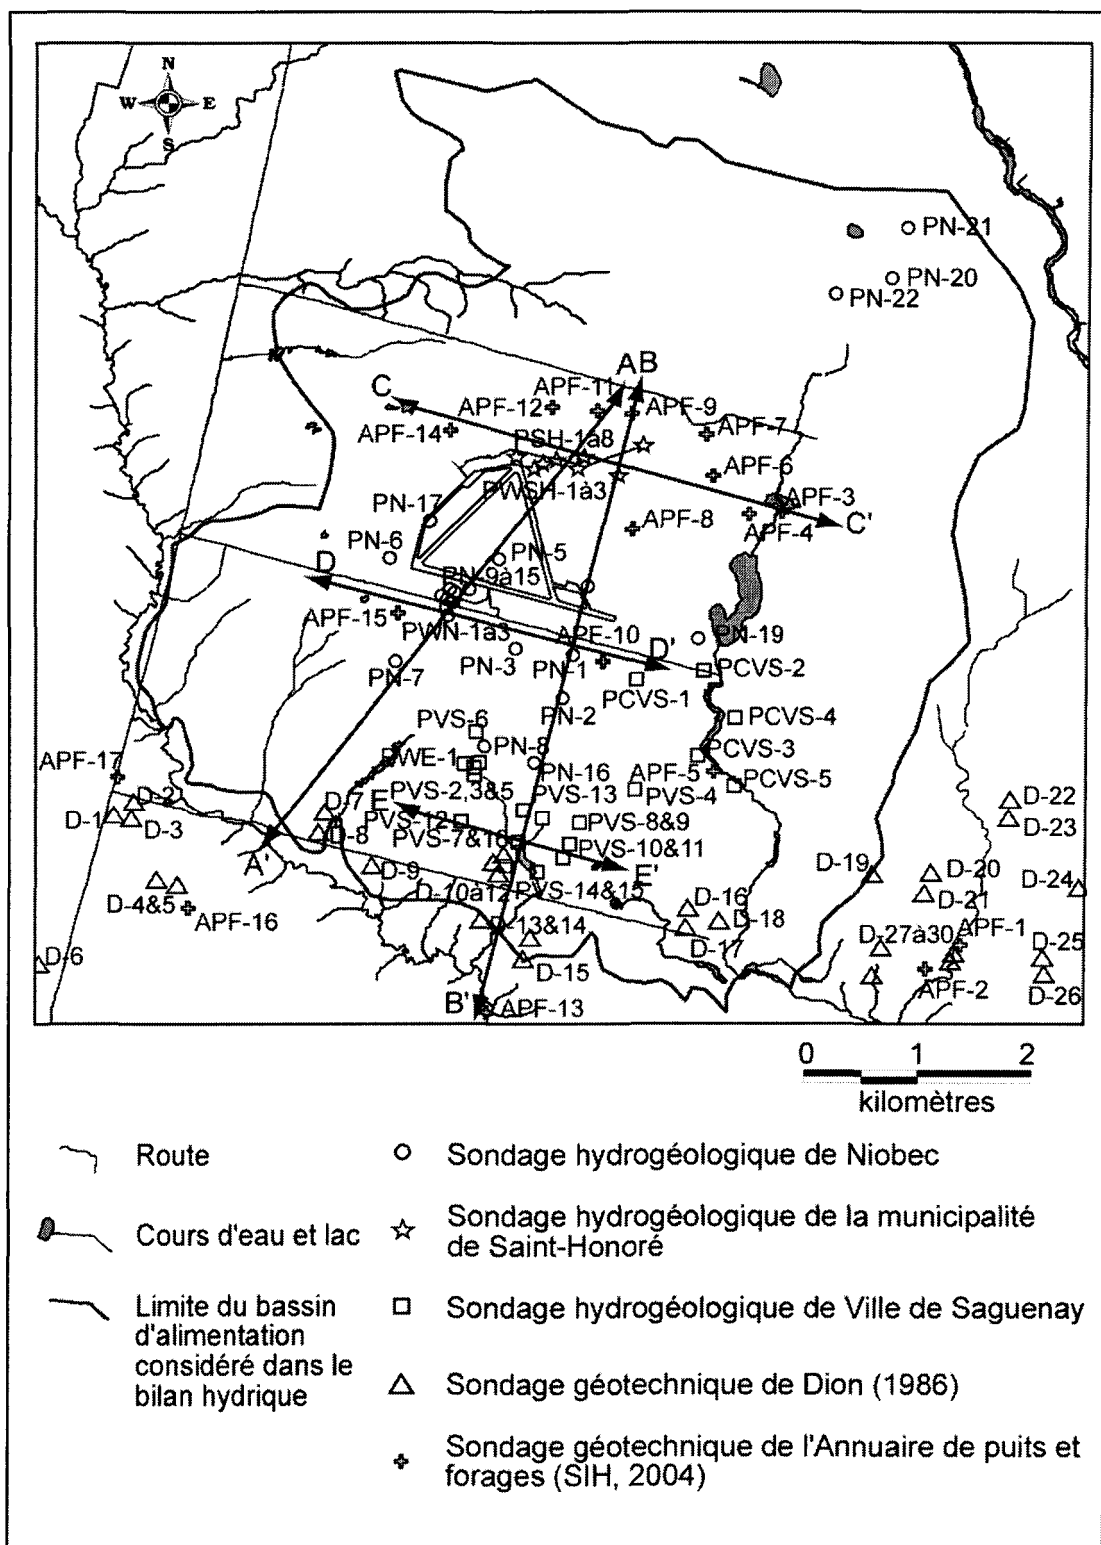 N
W E
S
PN-21
PN-20
PN-22
AB
C
APF-11
APF-12
APF-9
APF-14
APF-7
PSH-1à8
APF-6
PWSH-1à3
APF-3
PN-17
APF-4
C'
APF-8
PN-6
PN-5
D
PN-9à15
APF-15
PWN-1à3
APF-10
PN-19
PN-3
PN-1
D'
PN-7
PCVS-2
PCVS-1
PN-2
PVS-6
PCVS-4
PN-8
PWE-1
PCVS-3
APF-17
PN-16
APF-5
PCVS-5
PVS-2,3&5
PVS-13
PVS-4
D-2
E
D-7
D-22
D-1
D-3
PVS-12
PVS-8&9
D-23
D-8
PVS-7&16
A'
PVS-10&11
D-9
E'
D-19
D-20
D-24
D-4&5
D-10à12
PVS-14&15
D-16
D-21
APF-16
D-18
D-13&14
D-17
D-27à30
APF-1
D-6
D-25
D-15
APF-2
D-26
B'
APF-13
0 1 2
kilomètres
Route
Sondage hydrogéologique de Niobec
Cours d'eau et lac
Sondage hydrogéologique de la municipalité
de Saint-Honoré
Limite du bassin
d'alimentation
considéré dans le
bilan hydrique
Sondage hydrogéologique de Ville de Saguenay
Sondage géotechnique de Dion (1986)
Sondage géotechnique de l'Annuaire de puits et
forages (SIH, 2004)